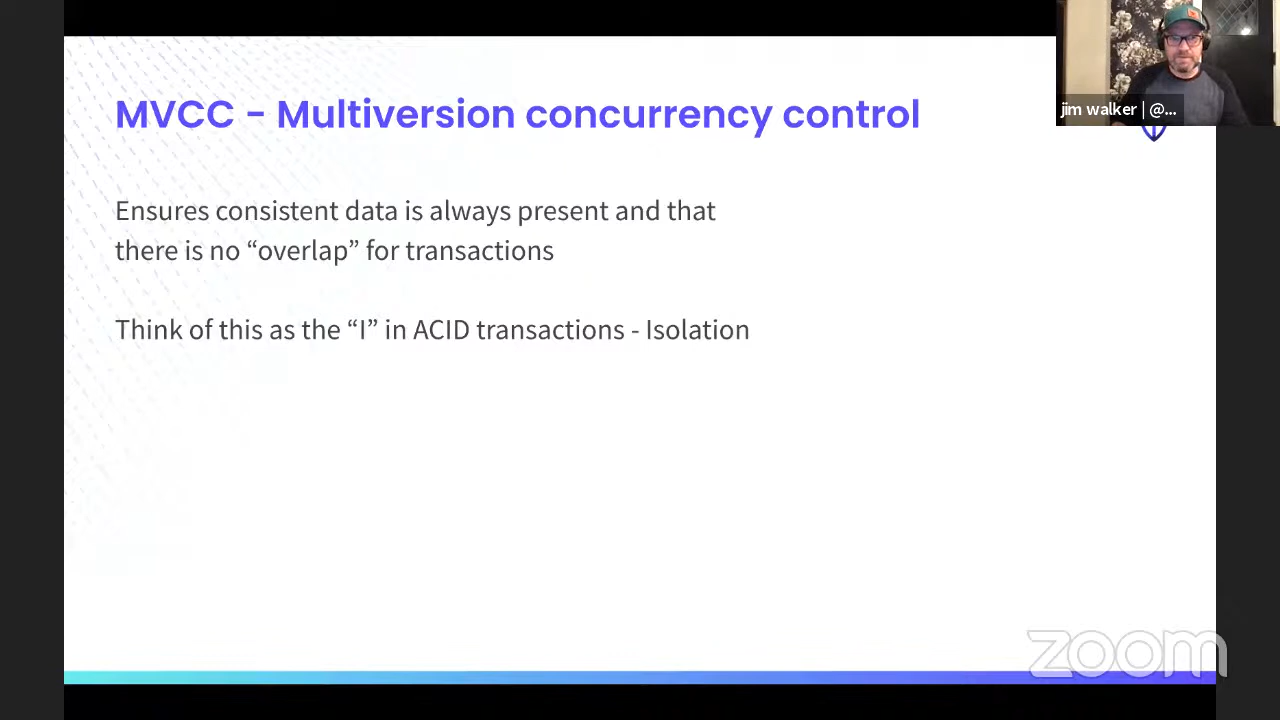 MVCC - Multiversion concurrency control
jim walker | @...
Ensures consistent data is always present and that
there is no “overlap” for transactions
Think of this as the “I” in ACID transactions - Isolation
zoom